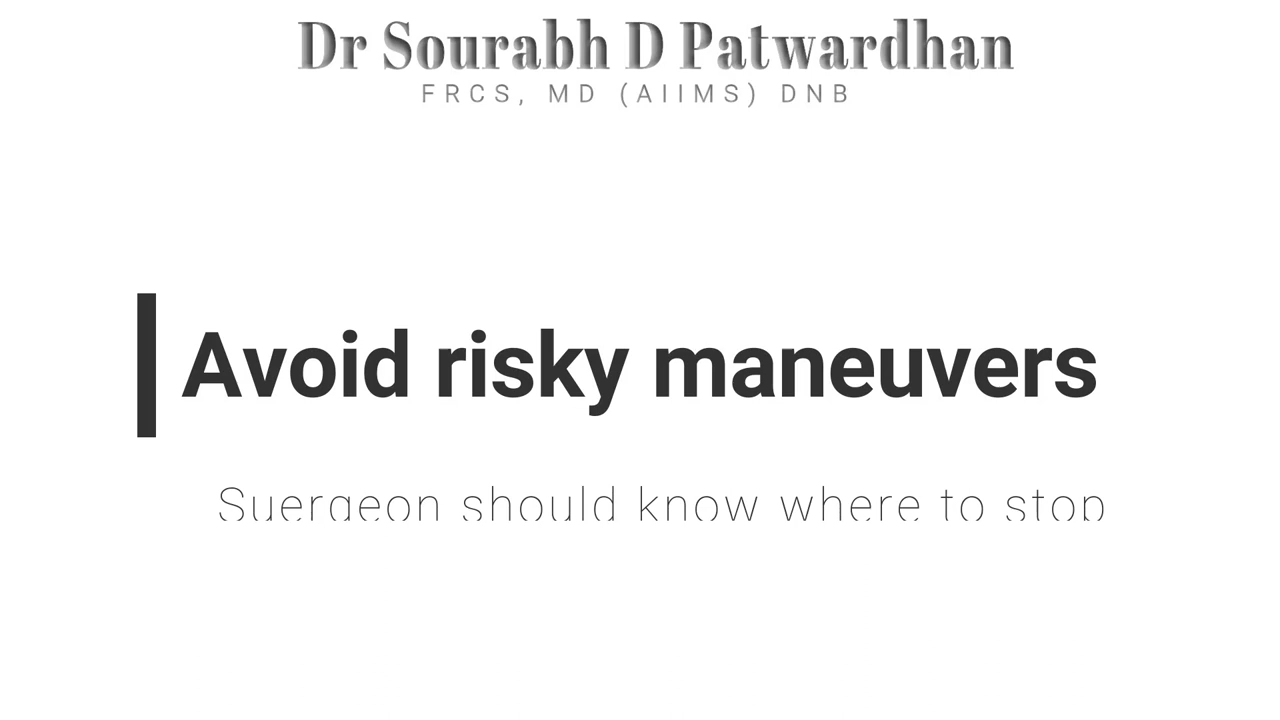 Dr Sourabh D Patwardhan
FRCS, MD (AIIMS) DNB
Avoid risky maneuvers
Suergeon should know where to stop